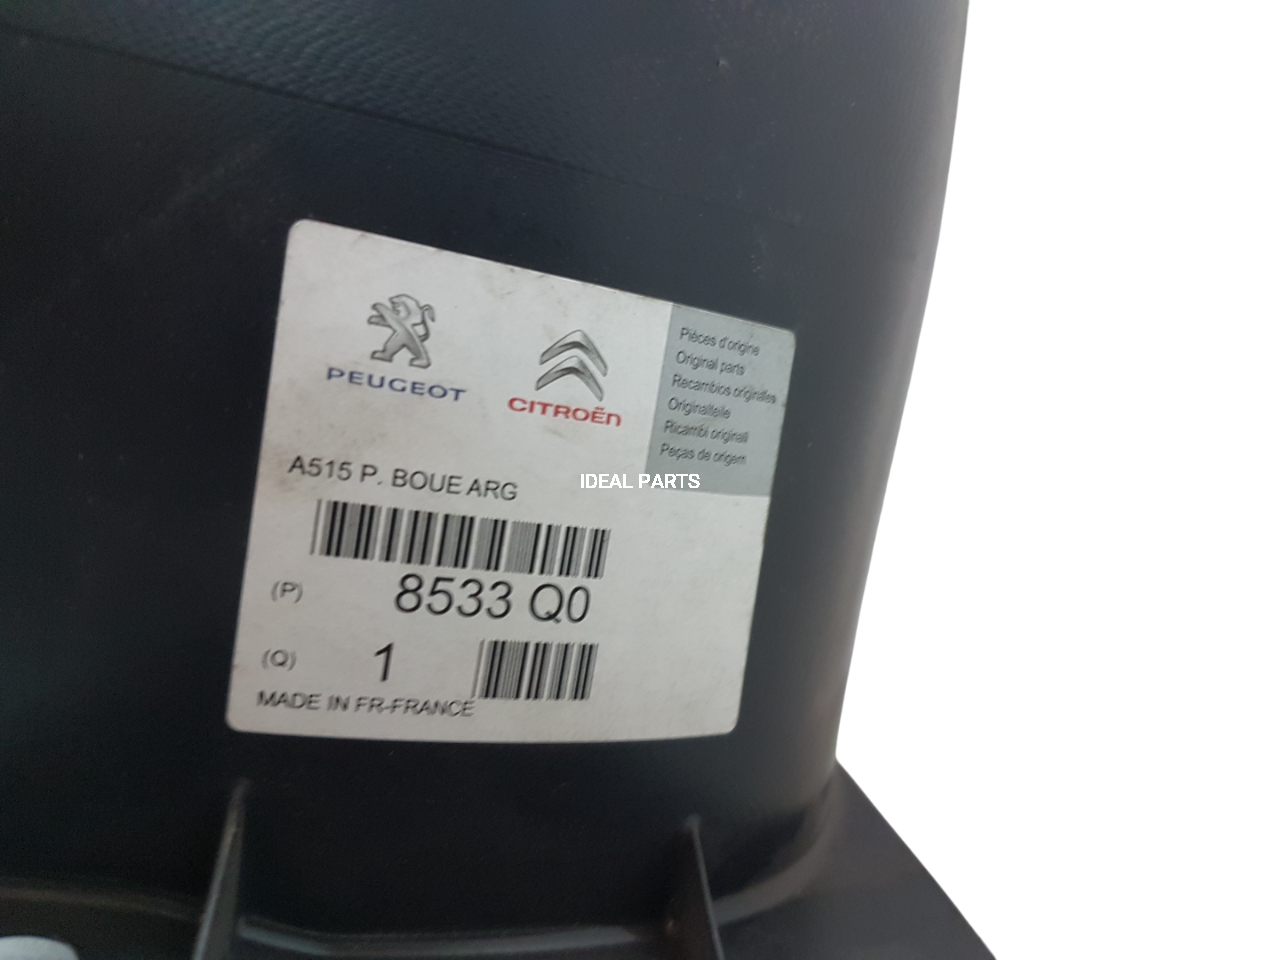 PEUGEOT
CITROËN
Pièces d'origine
Original parts
Recambios originales
Originalteile
Ricambi originali
Peças de origem
IDEAL PARTS
A515 P. BOUE ARG
(P) 8533 Q0
(Q) 1
MADE IN FR-FRANCE